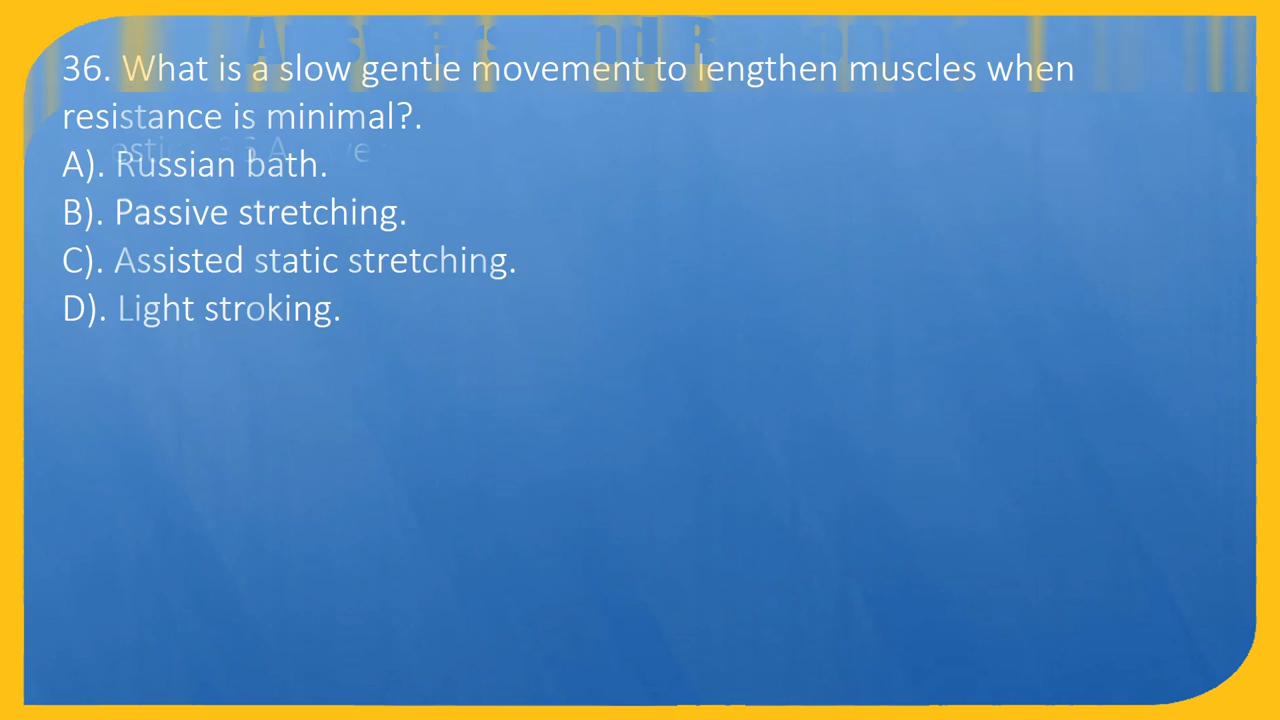 36. What is a slow gentle movement to lengthen muscles when
resistance is minimal?.
A). Russian bath.
B). Passive stretching.
C). Assisted static stretching.
D). Light stroking.